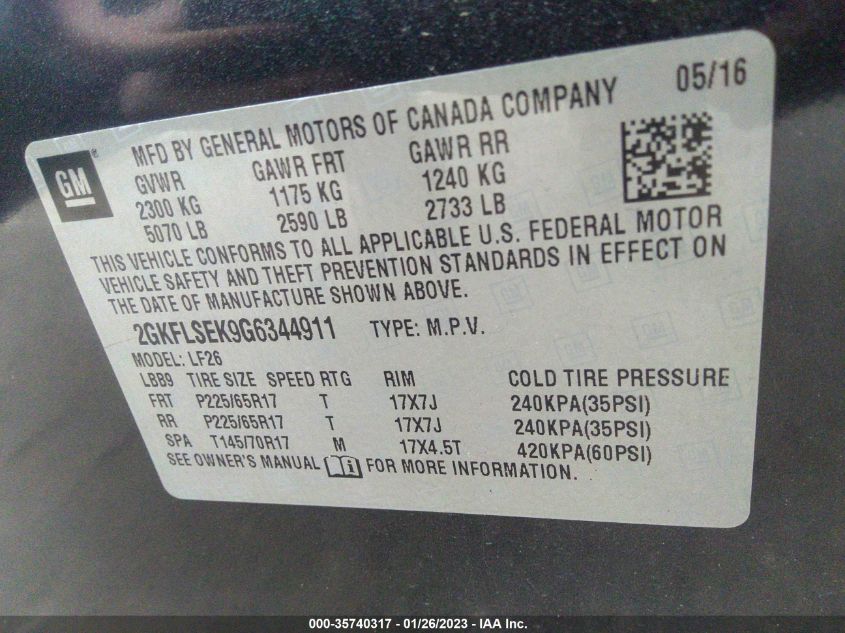 05/16
MFD BY GENERAL MOTORS OF CANADA COMPANY
GM®
GVWR GAWR FRT GAWR RR
2300 KG 1175 KG 1240 KG
5070 LB 2590 LB 2733 LB
THIS VEHICLE CONFORMS TO ALL APPLICABLE U.S. FEDERAL MOTOR
VEHICLE SAFETY AND THEFT PREVENTION STANDARDS IN EFFECT ON
THE DATE OF MANUFACTURE SHOWN ABOVE.
2GKFLSEK9G6344911 TYPE: M.P.V.
MODEL: LF26
LBB9 TIRE SIZE SPEED RTG RIM COLD TIRE PRESSURE
FRT P225/65R17 T 17X7J 240KPA(35PSI)
RR P225/65R17 T 17X7J 240KPA(35PSI)
SPA T145/70R17 M 17X4.5T 420KPA(60PSI)
SEE OWNER'S MANUAL FOR MORE INFORMATION.
000-35740317 - 01/26/2023 - IAA Inc.